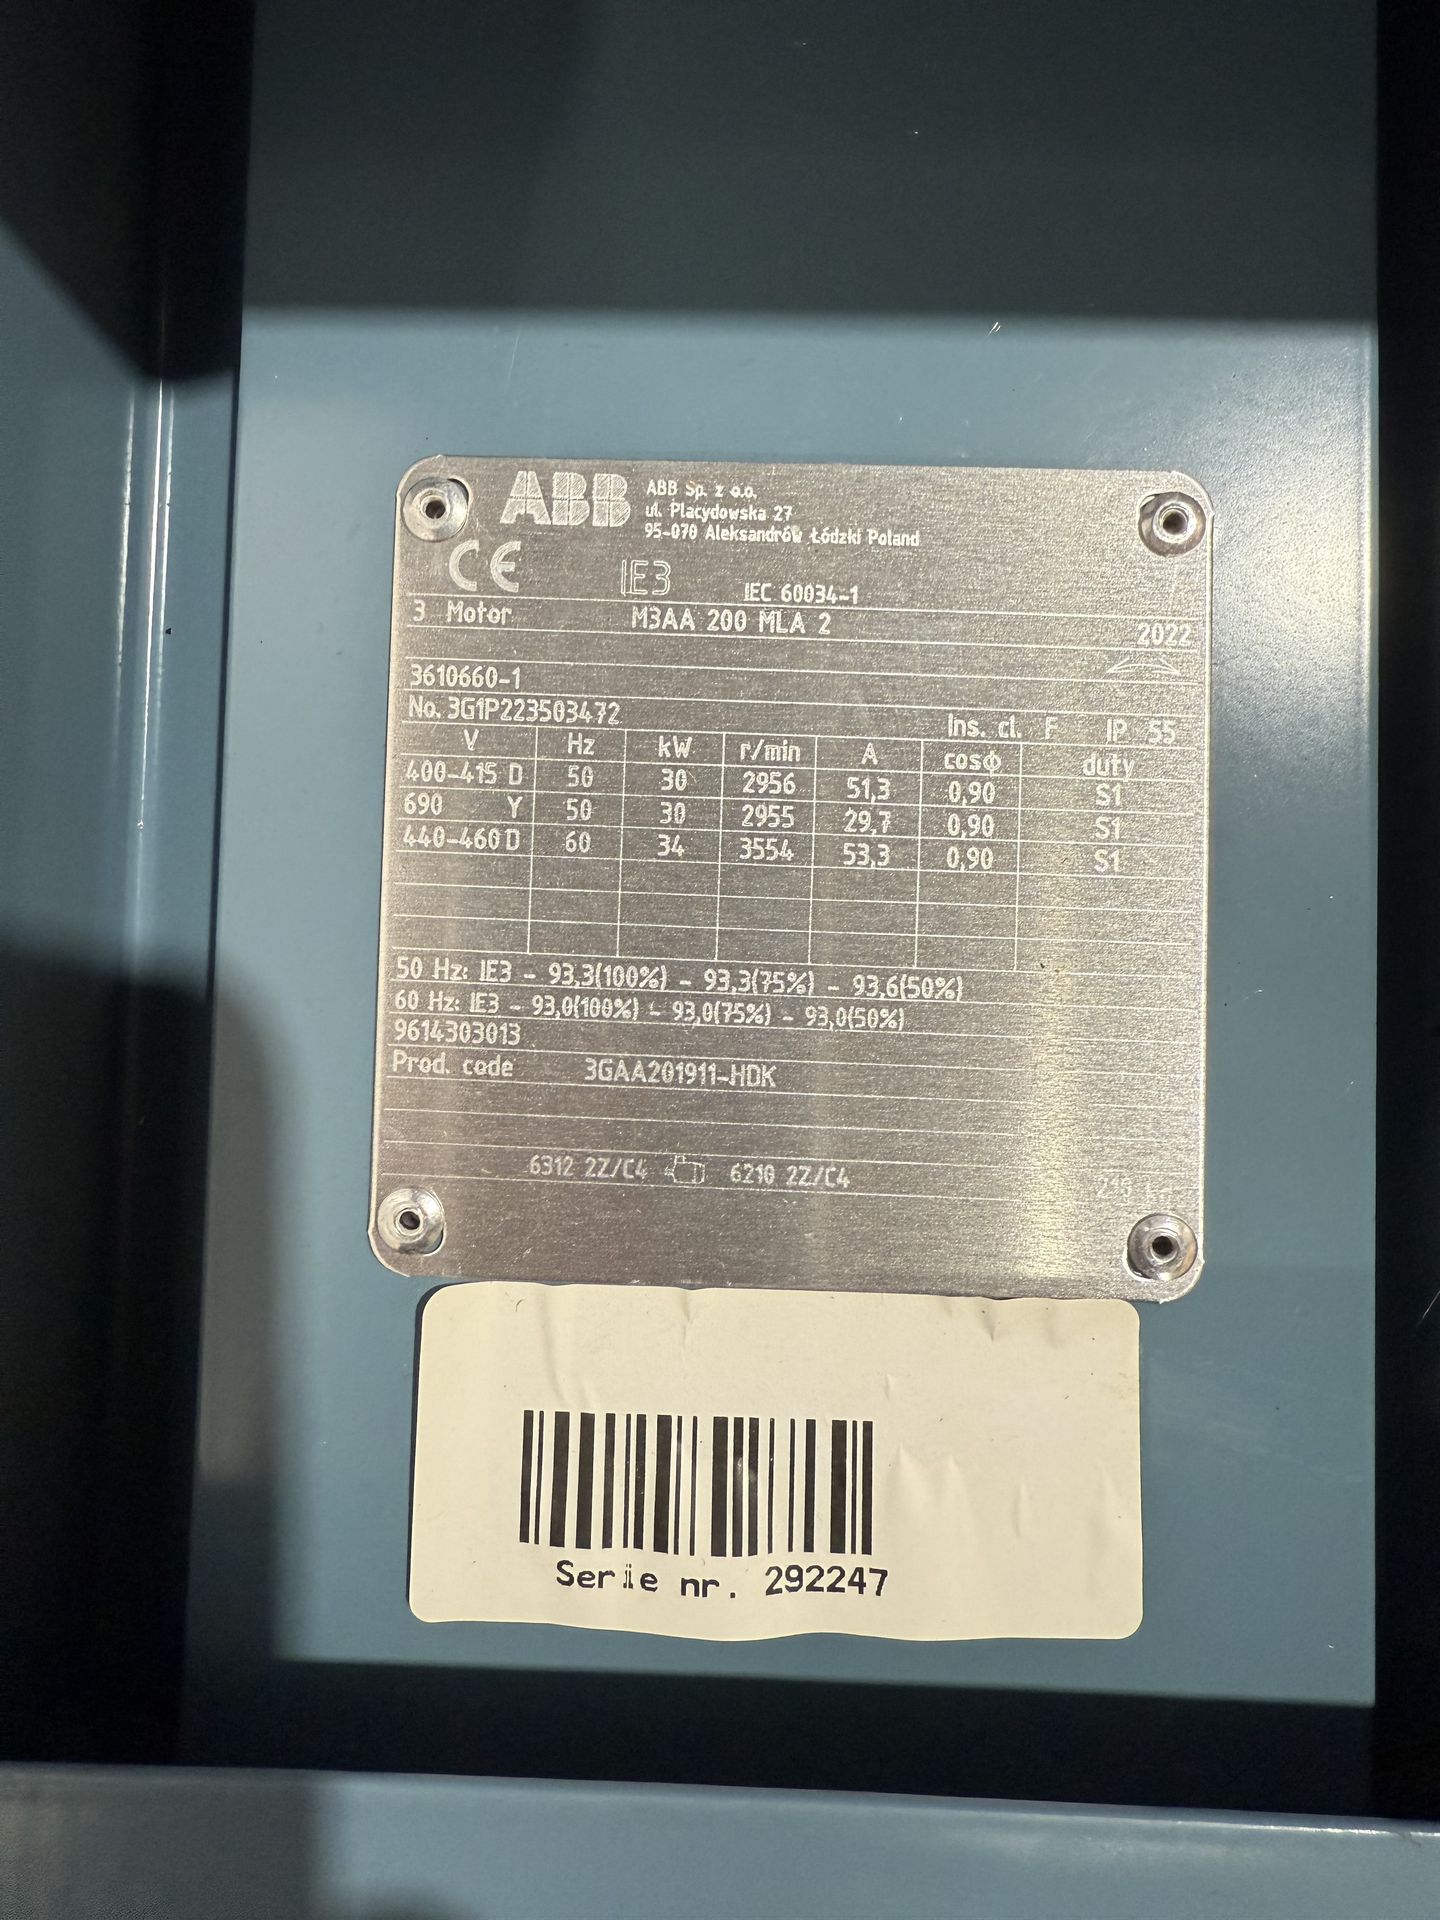 ABB
ABB Sp. z o.o.
ul. Placydowska 27
95-070 Aleksandrów Łódzki Poland
CE IE3 IEC 60034-1
3 Motor M3AA 200 MLA 2 2022
3610660-1
No. 3G1P223503472 Ins. cl. F IP 55
V Hz kW r/min A cosϕ duty
400-415 D 50 30 2956 51,3 0,90 S1
690 Y 50 30 2955 29,7 0,90 S1
440-460 D 60 34 3554 53,3 0,90 S1
50 Hz: IE3 - 93,3(100%) - 93,3(75%) - 93,6(50%)
60 Hz: IE3 - 93,0(100%) - 93,0(75%) - 93,0(50%)
9614303013
Prod. code 3GAA201911-HDK
6312 2Z/C4 6210 2Z/C4
Serie nr. 292247